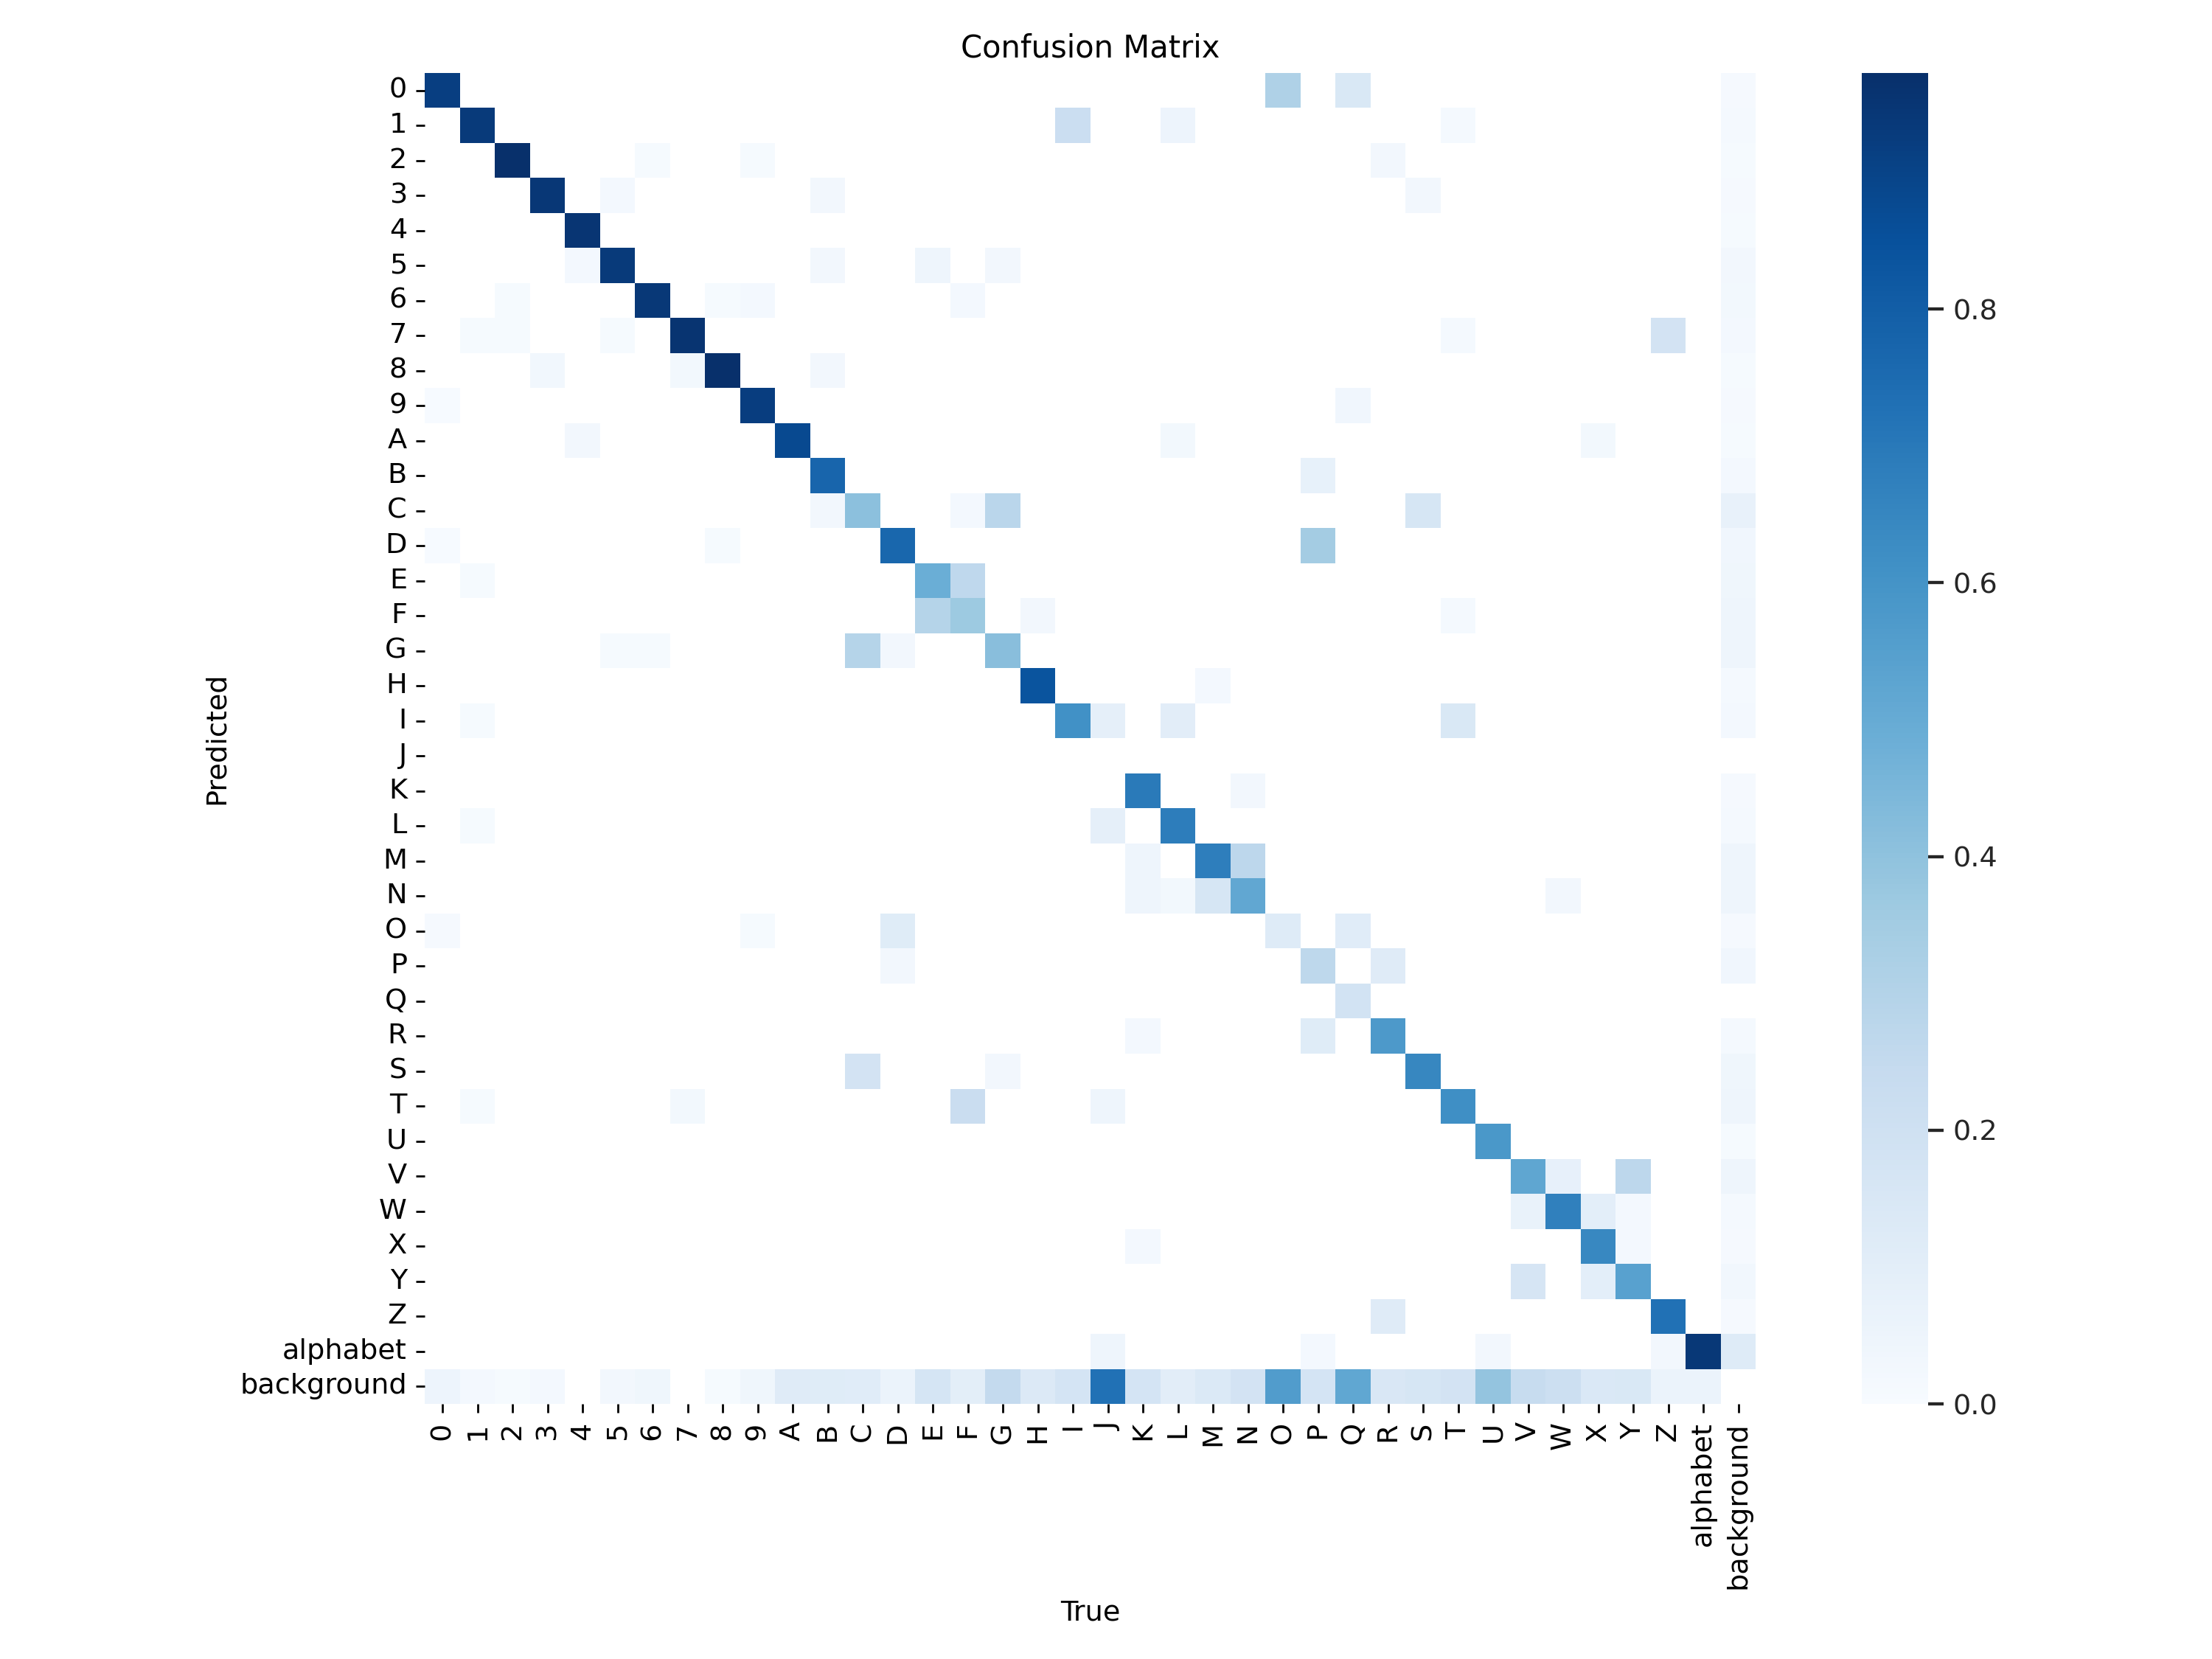 Confusion Matrix
0
1
2
3
4
5
6
7
8
9
A
B
C
D
E
F
G
H
I
J
K
L
M
N
O
P
Q
R
S
T
U
V
W
X
Y
Z
alphabet
background
Predicted
0 1 2 3 4 5 6 7 8 9 A B C D E F G H I J K L M N O P Q R S T U V W X Y Z alphabet background
True
0.8
0.6
0.4
0.2
0.0